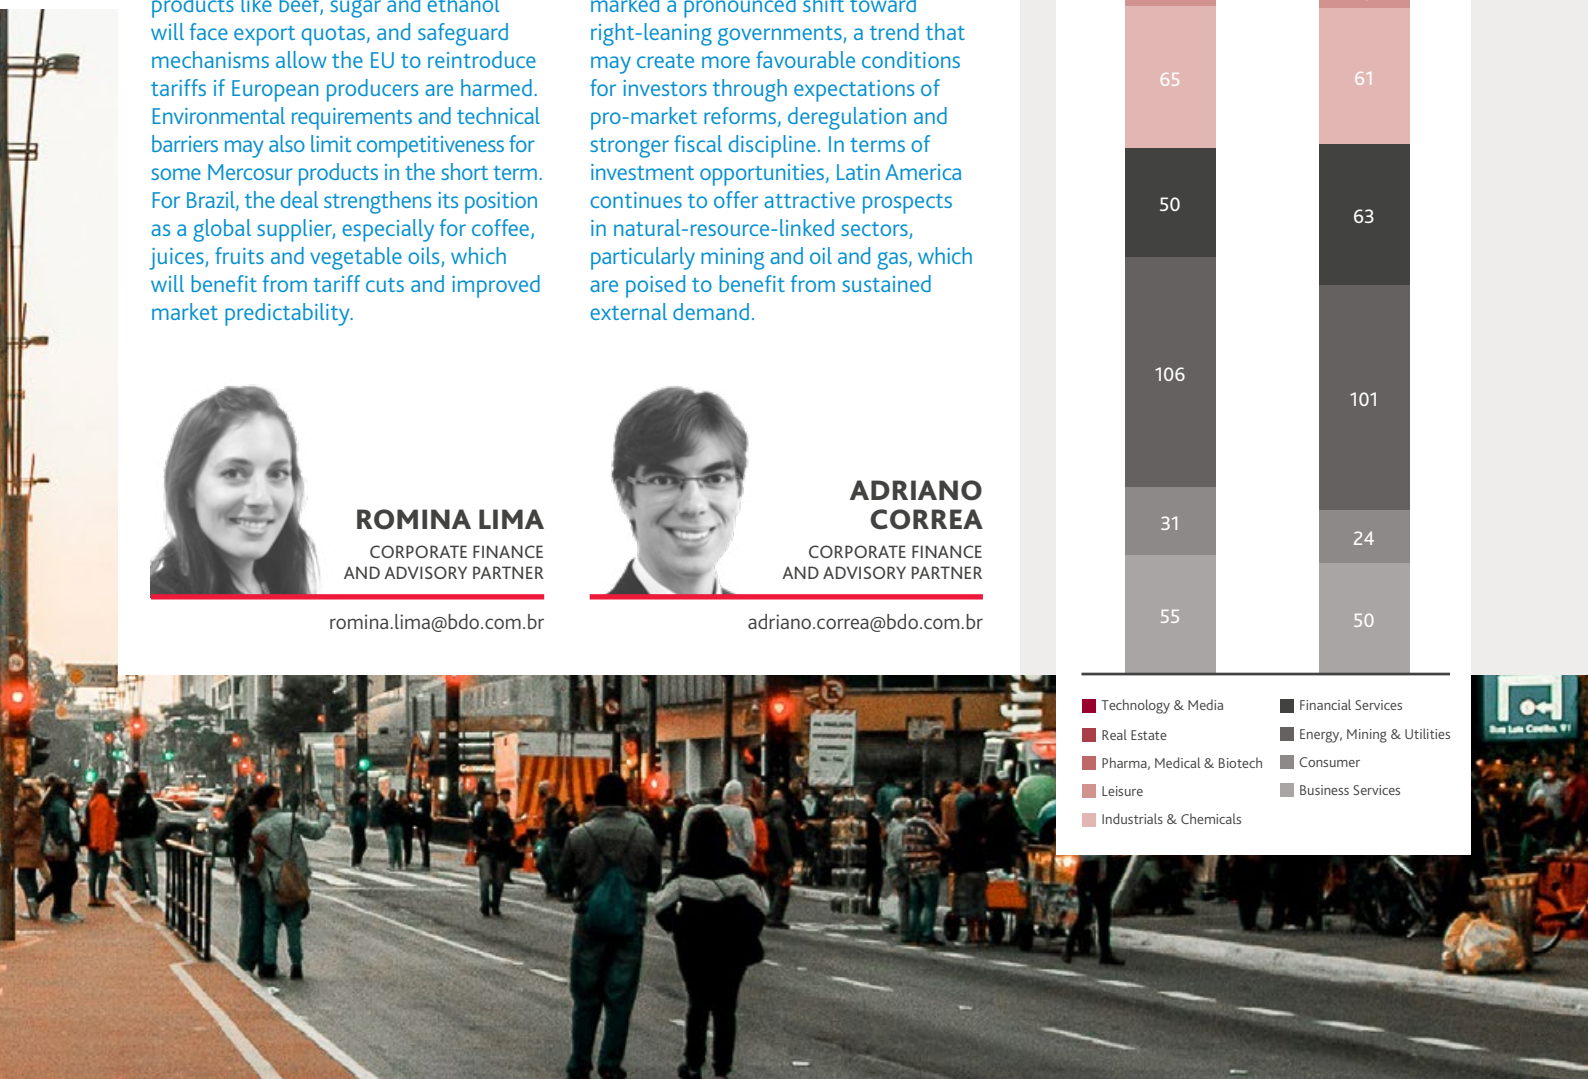 products like beef, sugar and ethanol
will face export quotas, and safeguard
mechanisms allow the EU to reintroduce
tariffs if European producers are harmed.
Environmental requirements and technical
barriers may also limit competitiveness for
some Mercosur products in the short term.
For Brazil, the deal strengthens its position
as a global supplier, especially for coffee,
juices, fruits and vegetable oils, which
will benefit from tariff cuts and improved
market predictability.
marked a pronounced shift toward
right-leaning governments, a trend that
may create more favourable conditions
for investors through expectations of
pro-market reforms, deregulation and
stronger fiscal discipline. In terms of
investment opportunities, Latin America
continues to offer attractive prospects
in natural-resource-linked sectors,
particularly mining and oil and gas, which
are poised to benefit from sustained
external demand.
ROMINA LIMA
CORPORATE FINANCE
AND ADVISORY PARTNER
romina.lima@bdo.com.br
ADRIANO
CORREA
CORPORATE FINANCE
AND ADVISORY PARTNER
adriano.correa@bdo.com.br
65
50
106
31
55
61
63
101
24
50
Technology & Media
Real Estate
Pharma, Medical & Biotech
Leisure
Industrials & Chemicals
Financial Services
Energy, Mining & Utilities
Consumer
Business Services